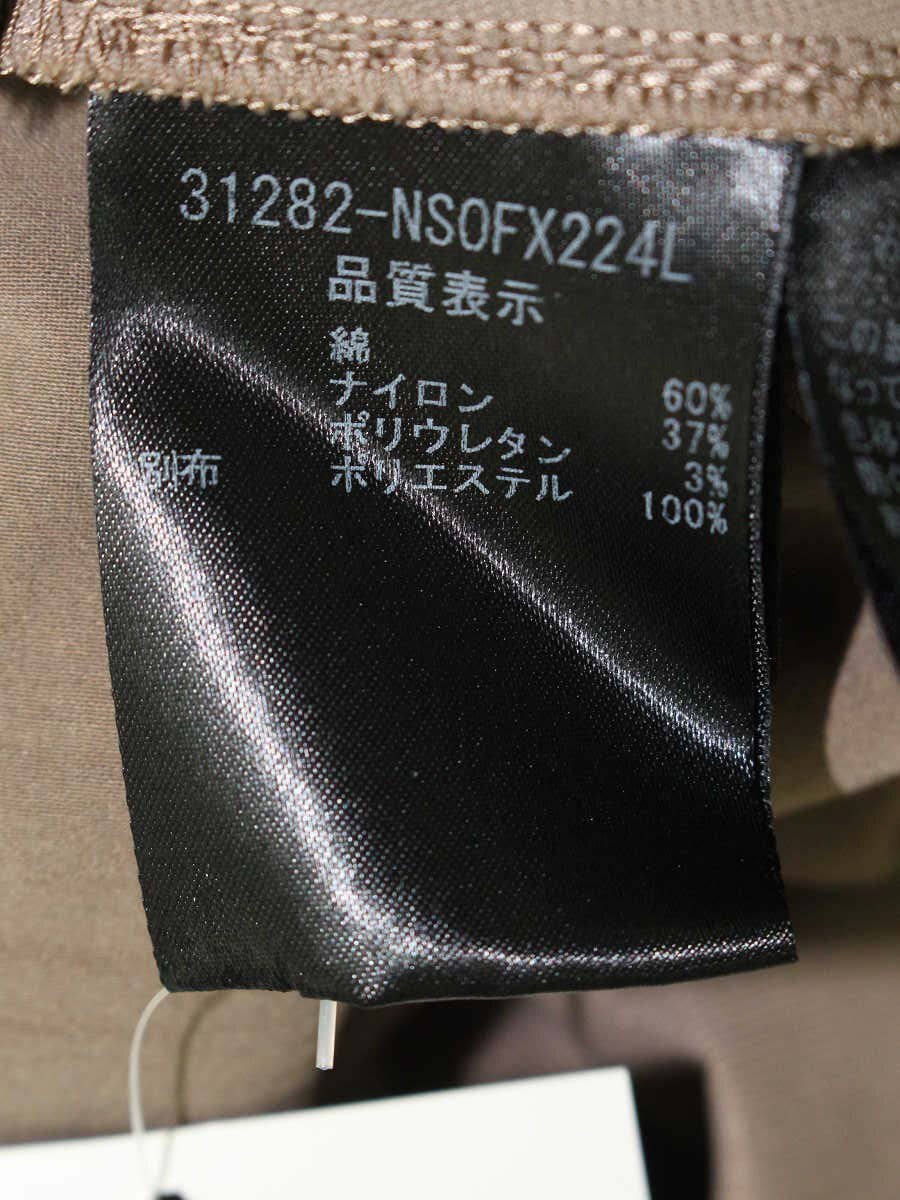 31282-NSOFX224L
品質表示
綿 60%
ナイロン 37%
ポリウレタン 3%
別布 ポリエステル 100%